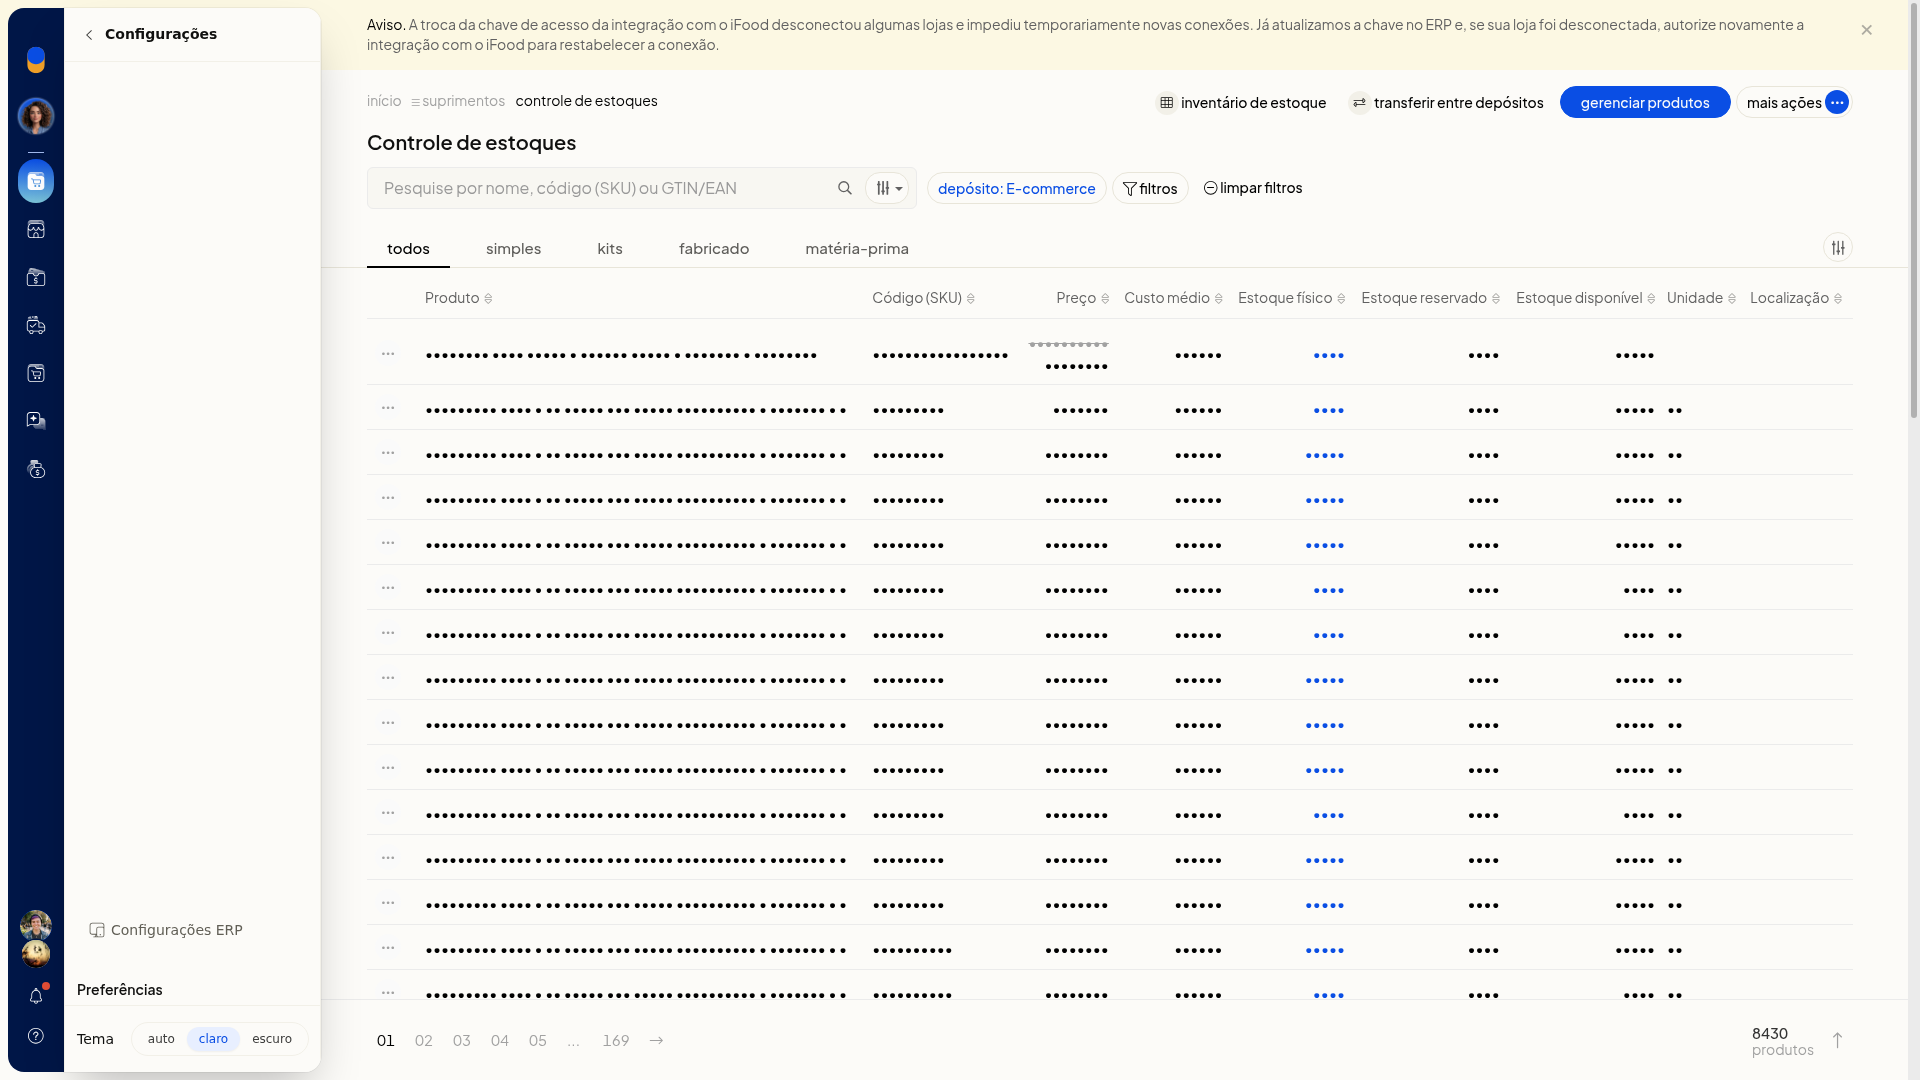 Configurações
Configurações ERP
Preferências
Tema
auto
claro
escuro
Aviso. A troca da chave de acesso da integração com o iFood desconectou algumas lojas e impediu temporariamente novas conexões. Já atualizamos a chave no ERP e, se sua loja foi desconectada, autorize novamente a
integração com o iFood para restabelecer a conexão.
início suprimentos controle de estoques
inventário de estoque
transferir entre depósitos
gerenciar produtos
mais ações
Controle de estoques
Pesquise por nome, código (SKU) ou GTIN/EAN
depósito: E-commerce
filtros
limpar filtros
todos simples kits fabricado matéria-prima
Produto Código (SKU) Preço Custo médio Estoque físico Estoque reservado Estoque disponível Unidade Localização
01 02 03 04 05 ... 169 →
8430
produtos